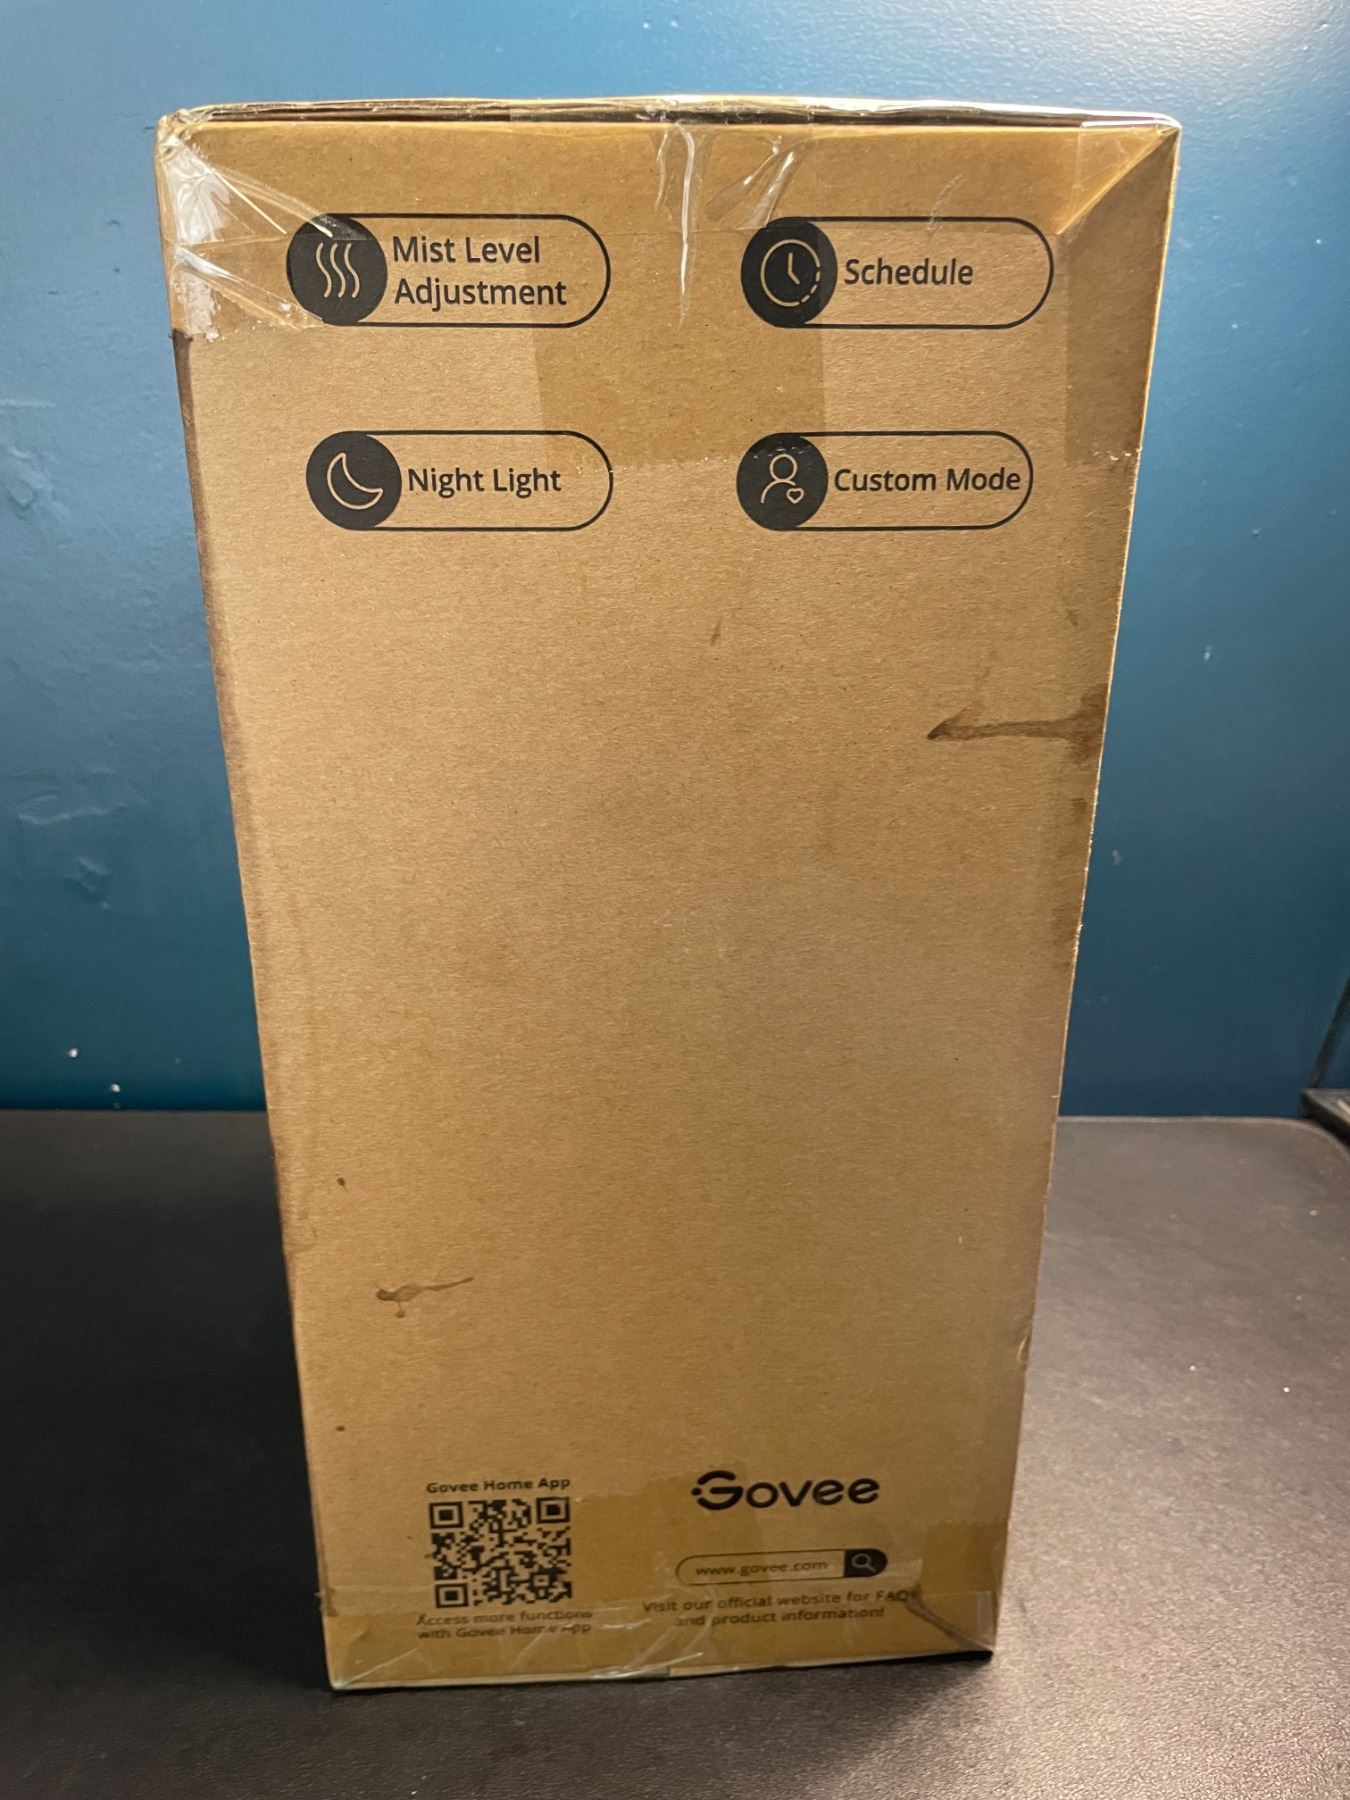 Mist Level
Adjustment
Schedule
Night Light
Custom Mode
Govee Home App
Access more functions
with Govee Home App
Govee
www.govee.com
Visit our official website for FAQs
and product information!